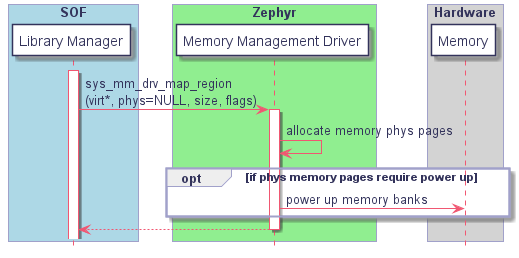 SOF
Zephyr
Hardware
Library Manager
Memory Management Driver
Memory
sys_mm_drv_map_region
(virt*, phys=NULL, size, flags)
allocate memory phys pages
opt
[if phys memory pages require power up]
power up memory banks